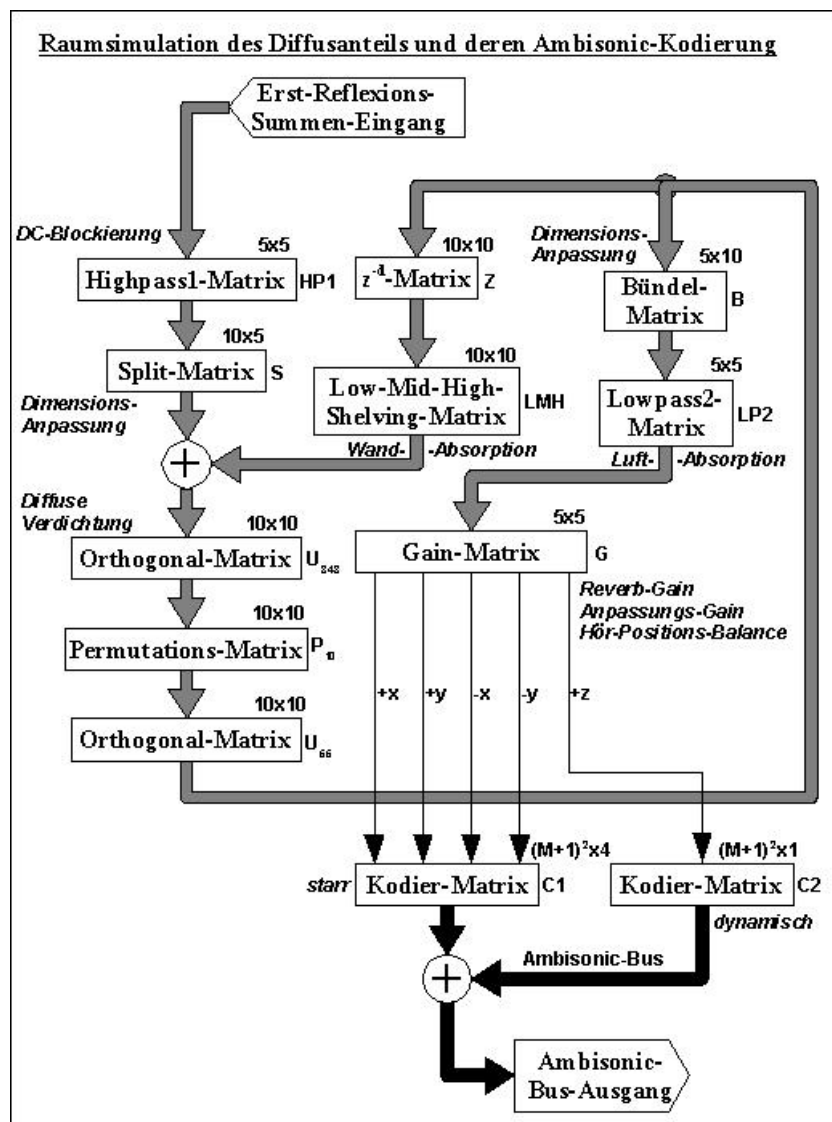 Raumsimulation des Diffusanteils und deren Ambisonic-Kodierung
Erst-Reflexions-
Summen-Eingang
DC-Blockierung
5x5
Highpass1-Matrix HP1
10x5
Split-Matrix S
Dimensions-
Anpassung
+
10x10
z⁻ᵈ-Matrix Z
10x10
Low-Mid-High-
Shelving-Matrix LMH
Wand- -Absorption
Dimensions-
Anpassung
5x10
Bündel-
Matrix B
5x5
Lowpass2-
Matrix LP2
Luft- -Absorption
Diffuse
Verdichtung
10x10
Orthogonal-Matrix U₂₄₂
10x10
Permutations-Matrix P₁₀
10x10
Orthogonal-Matrix U₆₆
5x5
Gain-Matrix G
Reverb-Gain
Anpassungs-Gain
Hör-Positions-Balance
+x +y -x -y +z
(M+1)²x4
starr Kodier-Matrix C1
(M+1)²x1
Kodier-Matrix C2
dynamisch
Ambisonic-Bus
+
Ambisonic-
Bus-Ausgang